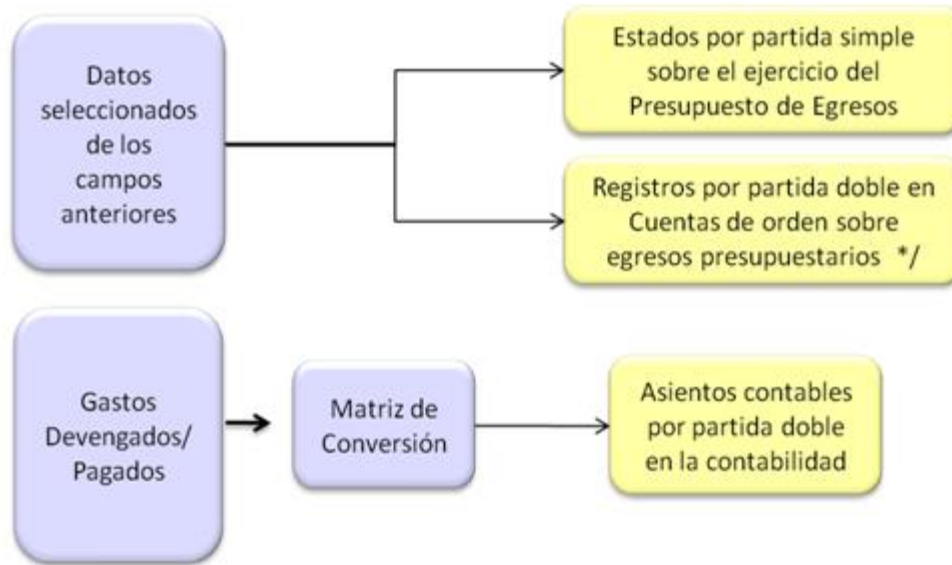 Datos
seleccionados
de los
campos
anteriores
Estados por partida simple
sobre el ejercicio del
Presupuesto de Egresos
Registros por partida doble en
Cuentas de orden sobre
egresos presupuestarios */
Gastos
Devengados/
Pagados
Matriz de
Conversión
Asientos contables
por partida doble
en la contabilidad